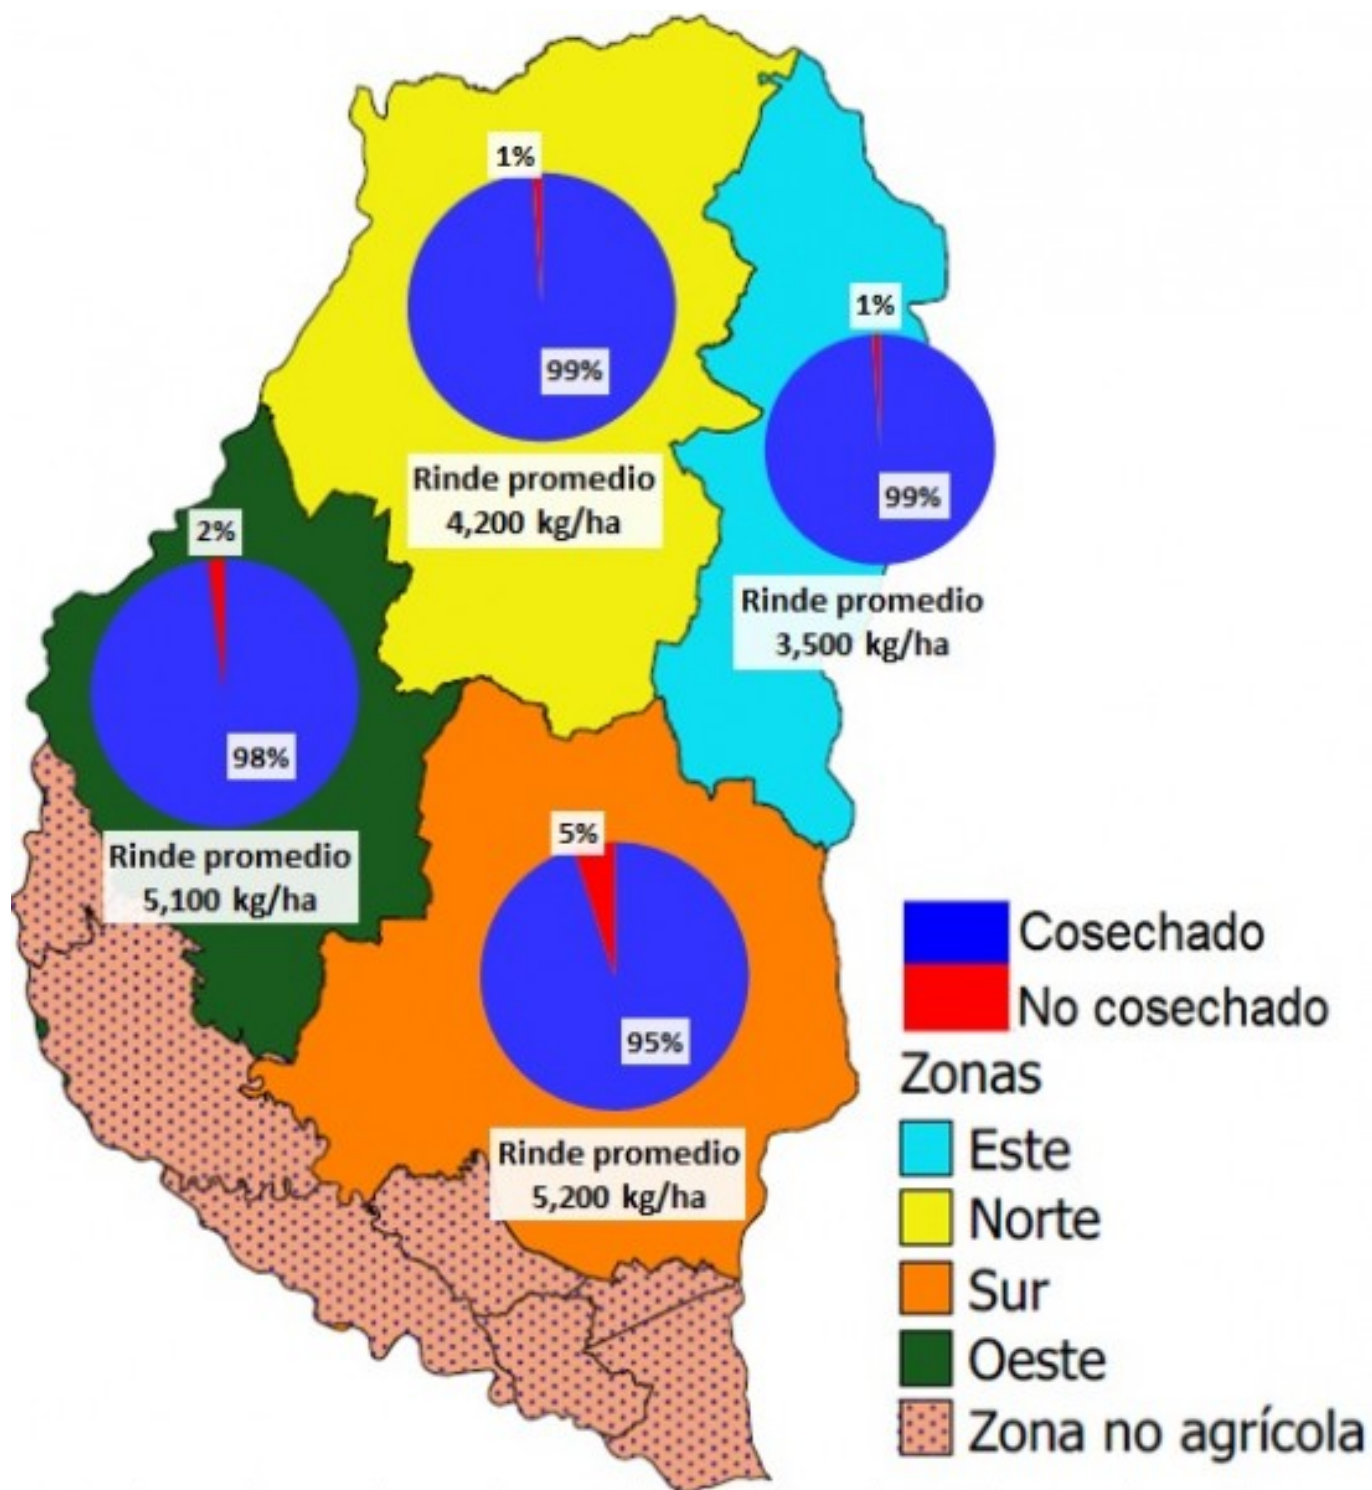 1%
99%
Rinde promedio
4,200 kg/ha
1%
99%
Rinde promedio
3,500 kg/ha
2%
98%
Rinde promedio
5,100 kg/ha
5%
95%
Rinde promedio
5,200 kg/ha
Cosechado
No cosechado
Zonas
Este
Norte
Sur
Oeste
Zona no agrícola